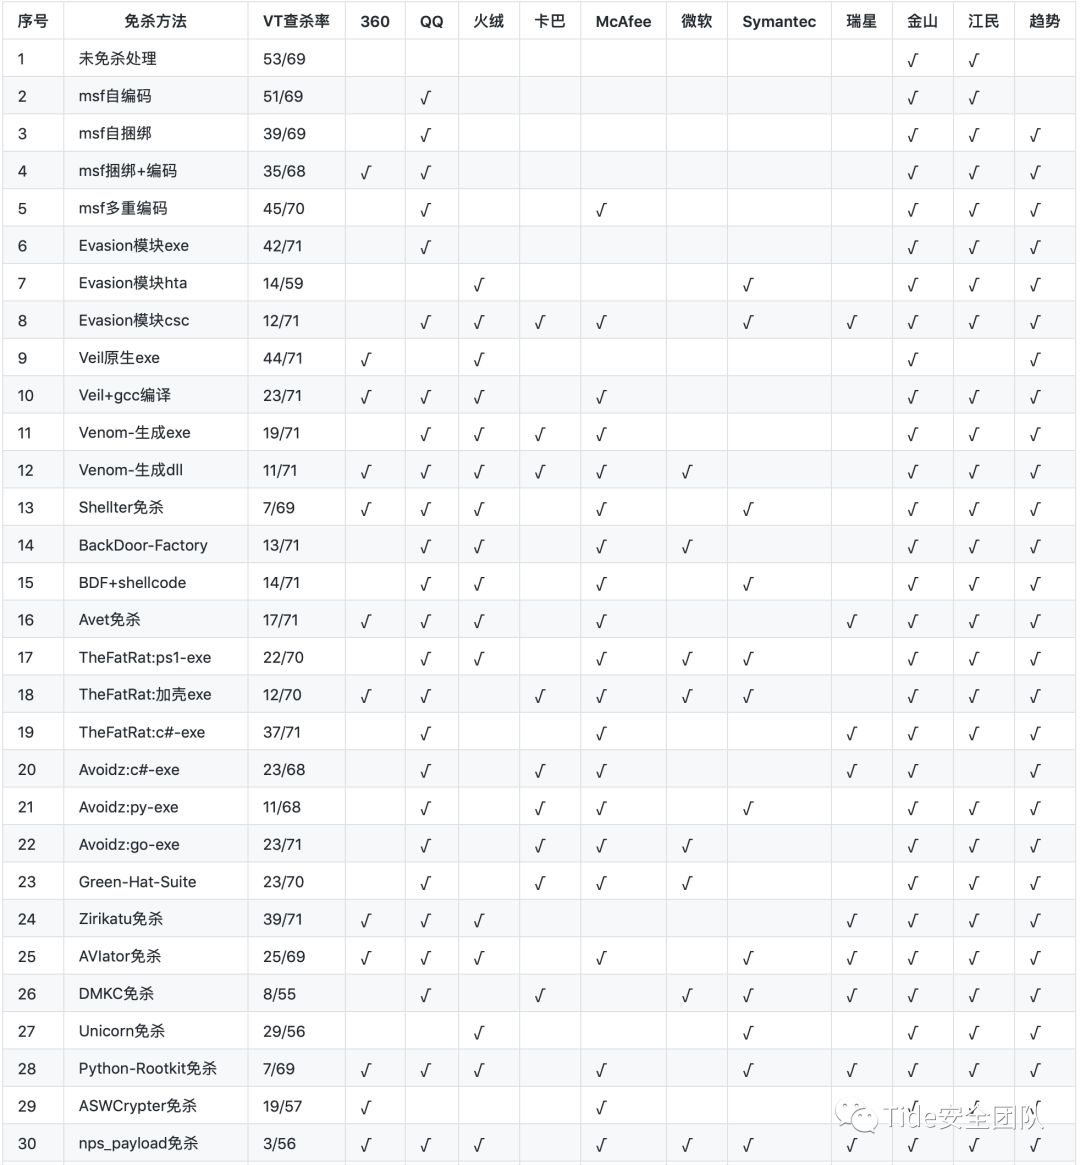 序号 免杀方法 VT查杀率 360 QQ 火绒 卡巴 McAfee 微软 Symantec 瑞星 金山 江民 趋势
1 未免杀处理 53/69 √ √
2 msf自编码 51/69 √ √ √
3 msf自捆绑 39/69 √ √ √ √
4 msf捆绑+编码 35/68 √ √ √ √ √
5 msf多重编码 45/70 √ √ √ √ √
6 Evasion模块exe 42/71 √ √ √ √
7 Evasion模块hta 14/59 √ √ √ √ √
8 Evasion模块csc 12/71 √ √ √ √ √ √ √ √ √
9 Veil原生exe 44/71 √ √ √ √
10 Veil+gcc编译 23/71 √ √ √ √ √ √ √
11 Venom-生成exe 19/71 √ √ √ √ √ √ √
12 Venom-生成dll 11/71 √ √ √ √ √ √ √ √ √
13 Shellter免杀 7/69 √ √ √ √ √ √ √ √
14 BackDoor-Factory 13/71 √ √ √ √ √ √ √
15 BDF+shellcode 14/71 √ √ √ √ √ √ √
16 Avet免杀 17/71 √ √ √ √ √ √ √ √
17 TheFatRat:ps1-exe 22/70 √ √ √ √ √ √ √ √
18 TheFatRat:加壳exe 12/70 √ √ √ √ √ √ √ √ √
19 TheFatRat:c#-exe 37/71 √ √ √ √ √ √
20 Avoidz:c#-exe 23/68 √ √ √ √ √ √
21 Avoidz:py-exe 11/68 √ √ √ √ √ √ √
22 Avoidz:go-exe 23/71 √ √ √ √ √ √ √
23 Green-Hat-Suite 23/70 √ √ √ √ √ √ √
24 Zirikatu免杀 39/71 √ √ √ √ √ √ √
25 AVIator免杀 25/69 √ √ √ √ √ √ √ √ √
26 DMKC免杀 8/55 √ √ √ √ √ √ √ √
27 Unicorn免杀 29/56 √ √ √ √ √
28 Python-Rootkit免杀 7/69 √ √ √ √ √ √ √ √ √
29 ASWCrypter免杀 19/57 √ √ √ √ √
30 nps_payload免杀 3/56 √ √ √ √ √ √ √ √ √ √
Tide安全团队